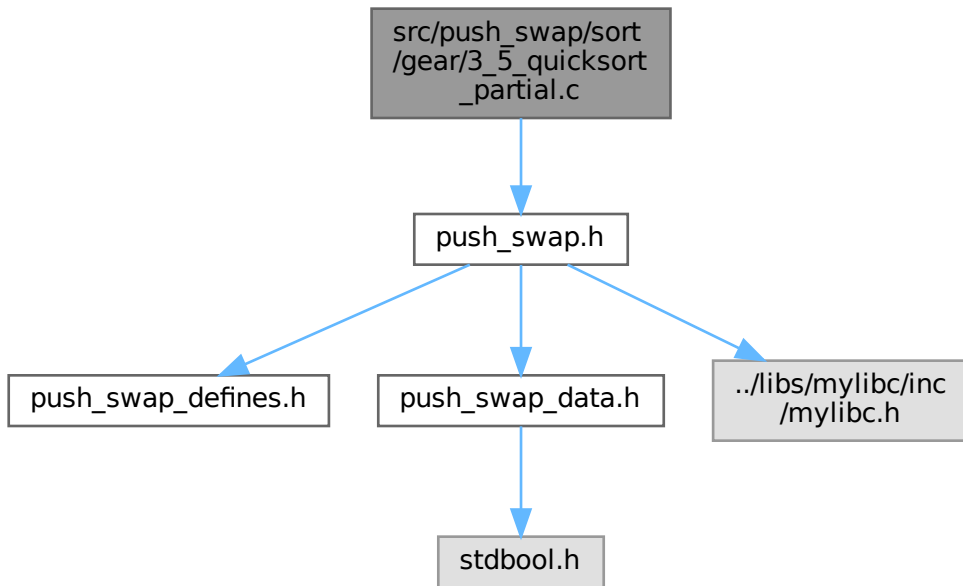 src/push_swap/sort
/gear/3_5_quicksort
_partial.c
push_swap.h
push_swap_defines.h
push_swap_data.h
../libs/mylibc/inc
/mylibc.h
stdbool.h